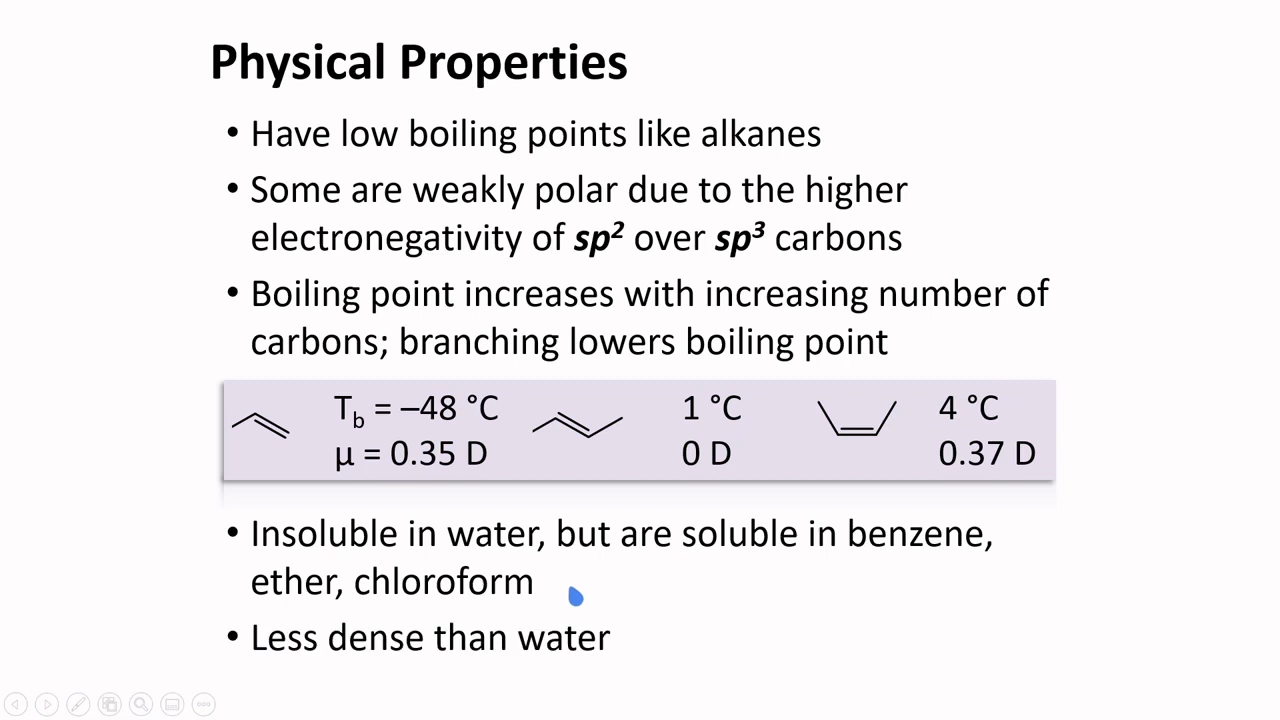 Physical Properties
• Have low boiling points like alkanes
• Some are weakly polar due to the higher
electronegativity of sp² over sp³ carbons
• Boiling point increases with increasing number of
carbons; branching lowers boiling point
T_b = –48 °C 1 °C 4 °C
µ = 0.35 D 0 D 0.37 D
• Insoluble in water, but are soluble in benzene,
ether, chloroform
• Less dense than water